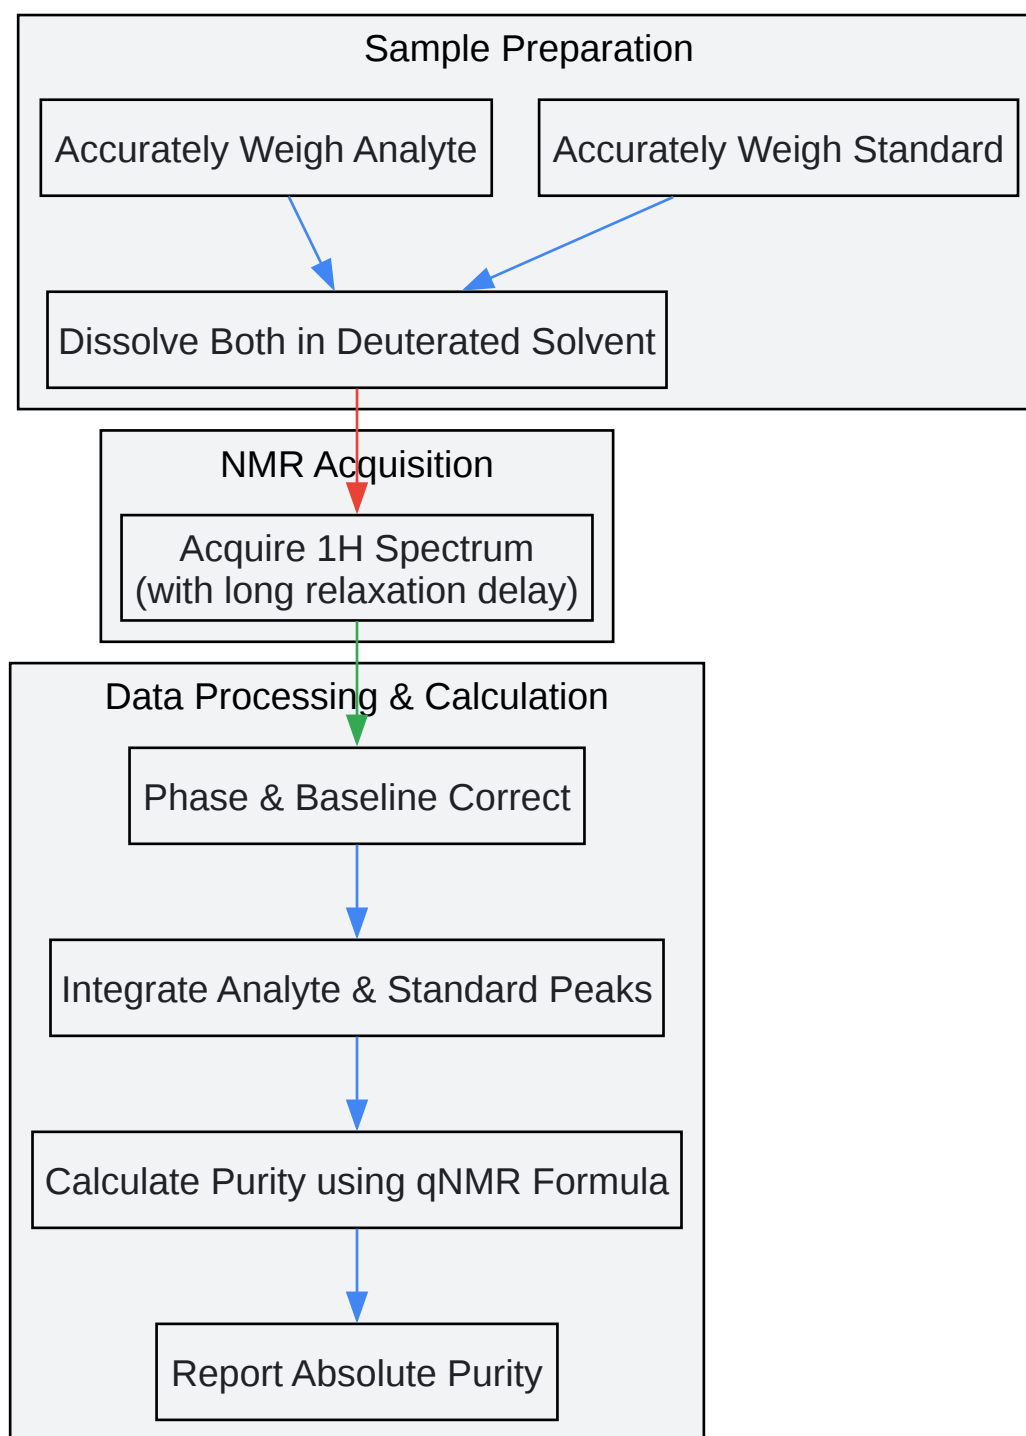 Sample Preparation
Accurately Weigh Analyte
Accurately Weigh Standard
Dissolve Both in Deuterated Solvent
NMR Acquisition
Acquire 1H Spectrum
(with long relaxation delay)
Data Processing & Calculation
Phase & Baseline Correct
Integrate Analyte & Standard Peaks
Calculate Purity using qNMR Formula
Report Absolute Purity